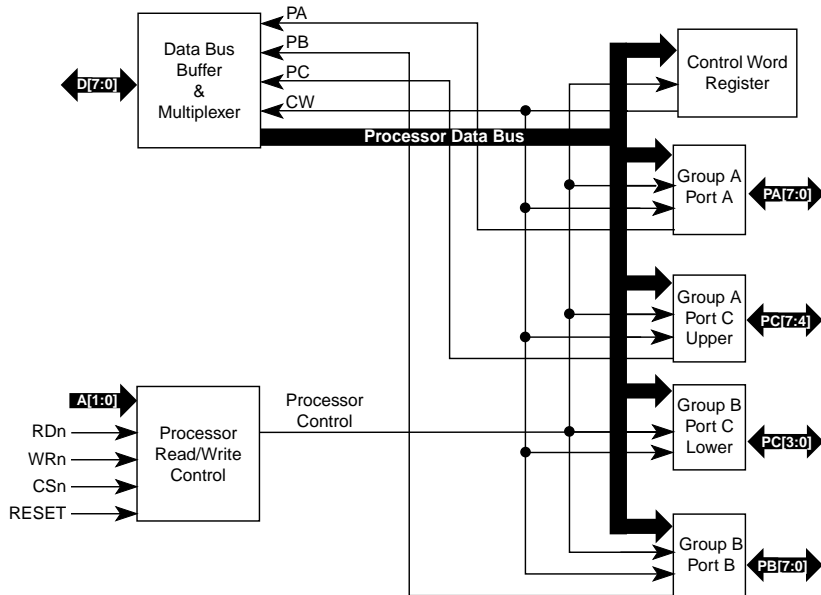 PA
PB
PC
CW
Data Bus
Buffer
&
Multiplexer
D[7:0]
Processor Data Bus
Control Word
Register
Group A
Port A
PA[7:0]
Group A
Port C
Upper
PC[7:4]
Group B
Port C
Lower
PC[3:0]
Group B
Port B
PB[7:0]
A[1:0]
RDn
WRn
CSn
RESET
Processor
Read/Write
Control
Processor
Control